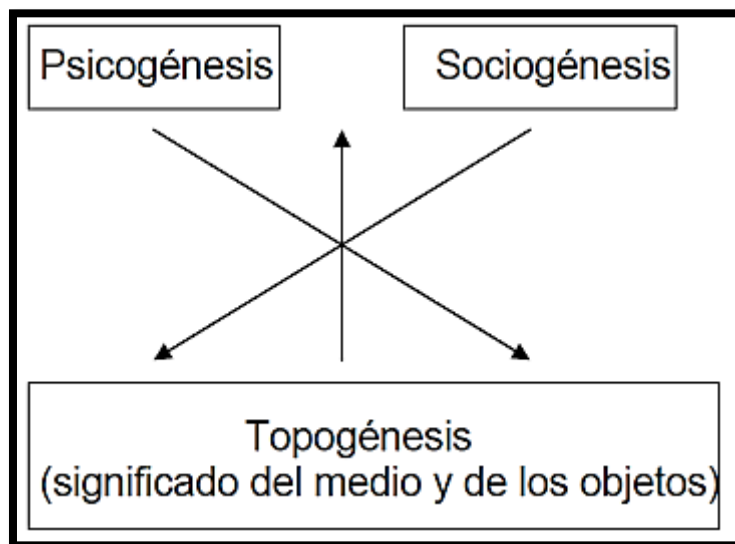 Psicogénesis
Sociogénesis
Topogénesis
(significado del medio y de los objetos)